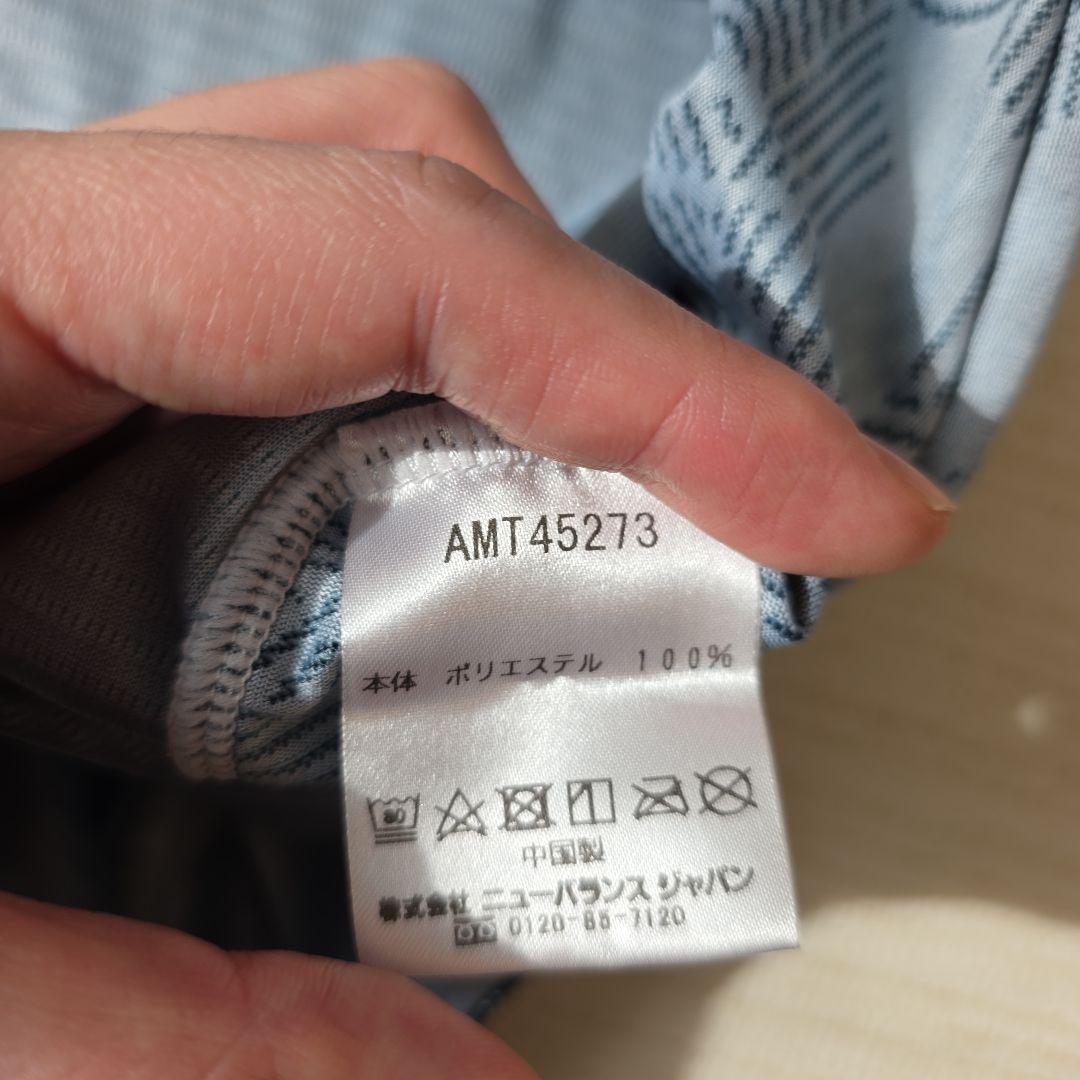 AMT45273
本体 ポリエステル 100%
中国製
株式会社 ニューバランス ジャパン
0120-85-7120